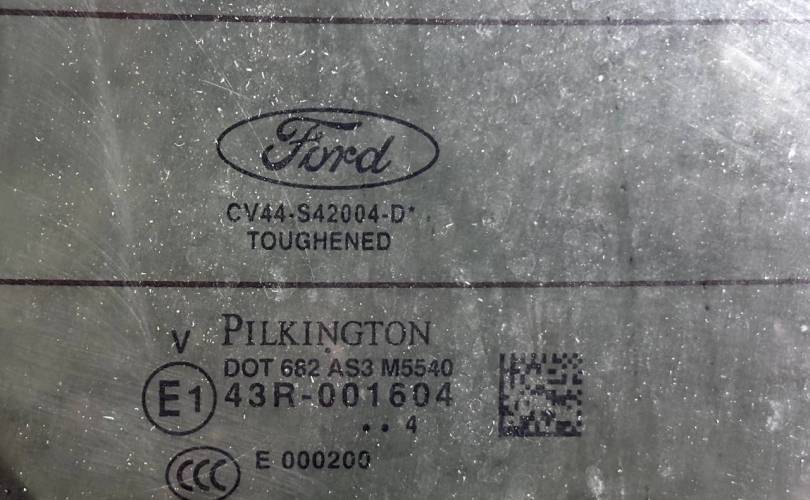 Ford
CV44-S42004-D*
TOUGHENED
V PILKINGTON
DOT 682 AS3 M5540
E1 43R-001604
•• 4
CCC E 000200